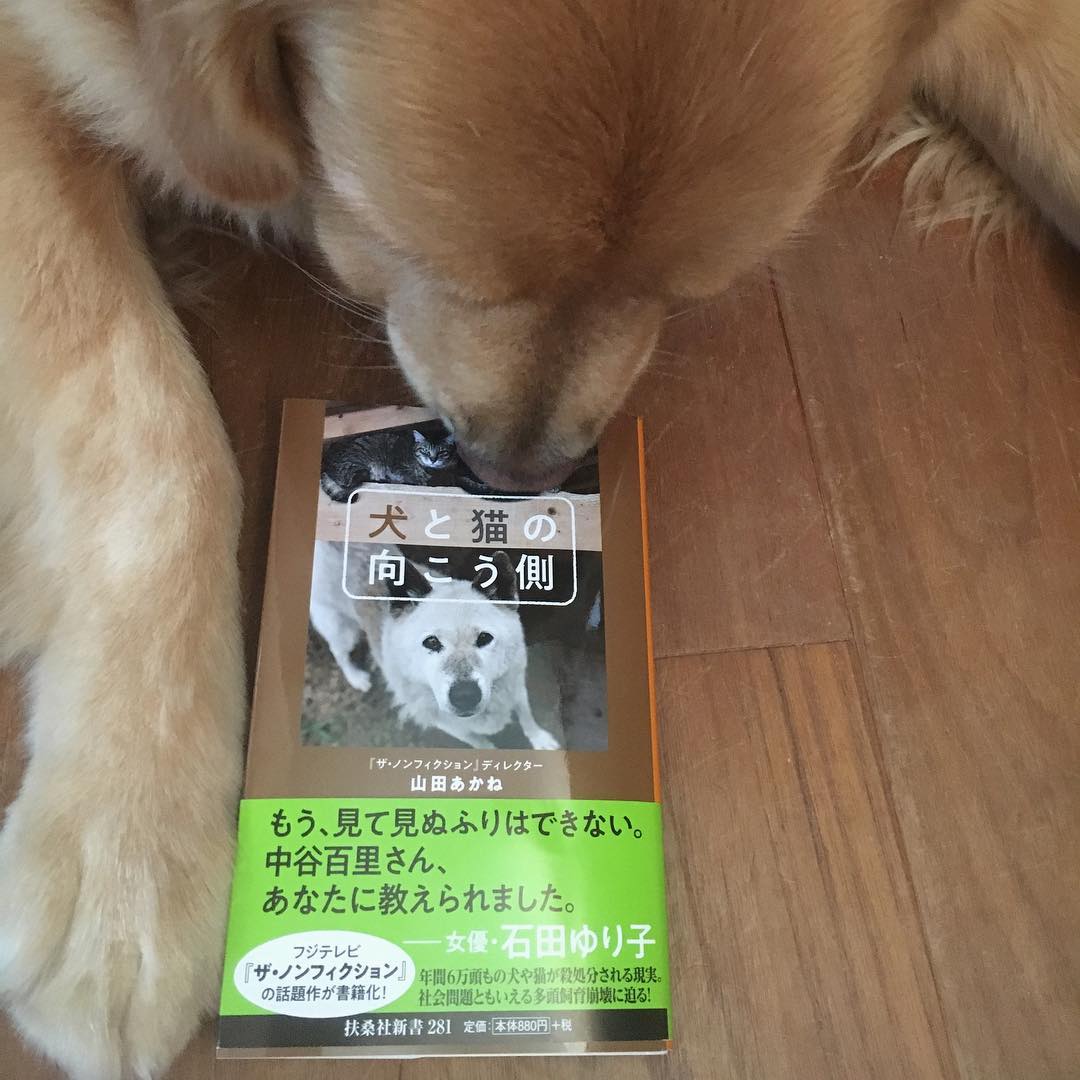 犬と猫の
向こう側
『ザ・ノンフィクション』ディレクター
山田あかね
もう、見て見ぬふりはできない。
中谷百里さん、
あなたに教えられました。
──女優・石田ゆり子
フジテレビ
『ザ・ノンフィクション』
の話題作が書籍化!
年間6万頭もの犬や猫が殺処分される現実。
社会問題ともいえる多頭飼育崩壊に迫る!
扶桑社新書 281 定価:本体880円+税